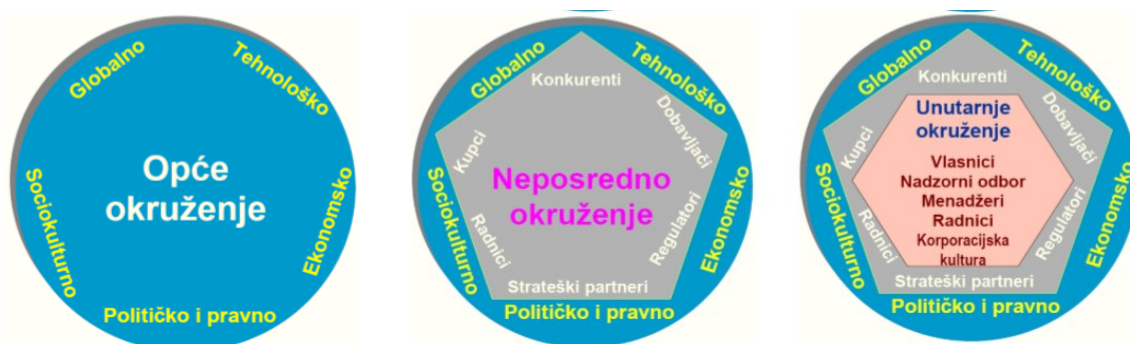 Globalno
Tehnološko
Opće
okruženje
Sociokulturno
Ekonomsko
Političko i pravno
Globalno
Tehnološko
Konkurenti
Kupci
Dobavljači
Neposredno
okruženje
Sociokulturno
Radnici
Regulatori
Ekonomsko
Strateški partneri
Političko i pravno
Globalno
Tehnološko
Konkurenti
Kupci
Dobavljači
Unutarnje
okruženje
Vlasnici
Nadzorni odbor
Menadžeri
Radnici
Korporacijska
kultura
Sociokulturno
Radnici
Regulatori
Ekonomsko
Strateški partneri
Političko i pravno